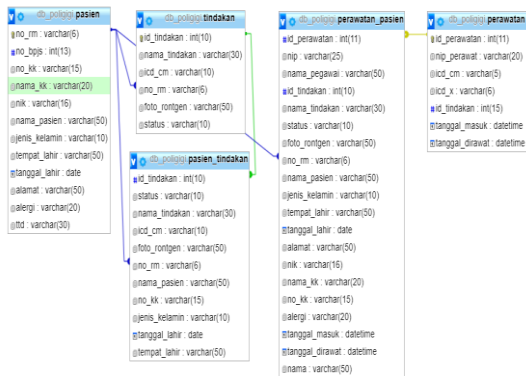 db_poligigi pasien
no_rm : varchar(6)
no_bpjs : int(13)
no_kk : varchar(15)
nama_kk : varchar(20)
nik : varchar(16)
nama_pasien : varchar(50)
jenis_kelamin : varchar(10)
tempat_lahir : varchar(50)
tanggal_lahir : date
alamat : varchar(50)
alergi : varchar(20)
ttd : varchar(30)
db_poligigi tindakan
id_tindakan : int(10)
nama_tindakan : varchar(30)
icd_cm : varchar(10)
no_rm : varchar(6)
foto_rontgen : varchar(50)
status : varchar(10)
db_poligigi pasien_tindakan
id_tindakan : int(10)
status : varchar(10)
nama_tindakan : varchar(30)
icd_cm : varchar(10)
foto_rontgen : varchar(50)
no_rm : varchar(6)
nama_pasien : varchar(50)
no_kk : varchar(15)
jenis_kelamin : varchar(10)
tanggal_lahir : date
tempat_lahir : varchar(50)
db_poligigi perawatan_pasien
id_perawatan : int(11)
nip : varchar(25)
nama_pegawai : varchar(50)
id_tindakan : int(10)
nama_tindakan : varchar(30)
status : varchar(10)
foto_rontgen : varchar(50)
no_rm : varchar(6)
nama_pasien : varchar(50)
jenis_kelamin : varchar(10)
tempat_lahir : varchar(50)
tanggal_lahir : date
alamat : varchar(50)
nik : varchar(16)
nama_kk : varchar(20)
no_kk : varchar(15)
alergi : varchar(20)
tanggal_masuk : datetime
tanggal_dirawat : datetime
nama : varchar(50)
db_poligigi perawatan
id_perawatan : int(11)
nip_perawat : varchar(20)
icd_cm : varchar(5)
icd_x : varchar(6)
id_tindakan : int(15)
tanggal_masuk : datetime
tanggal_dirawat : datetime